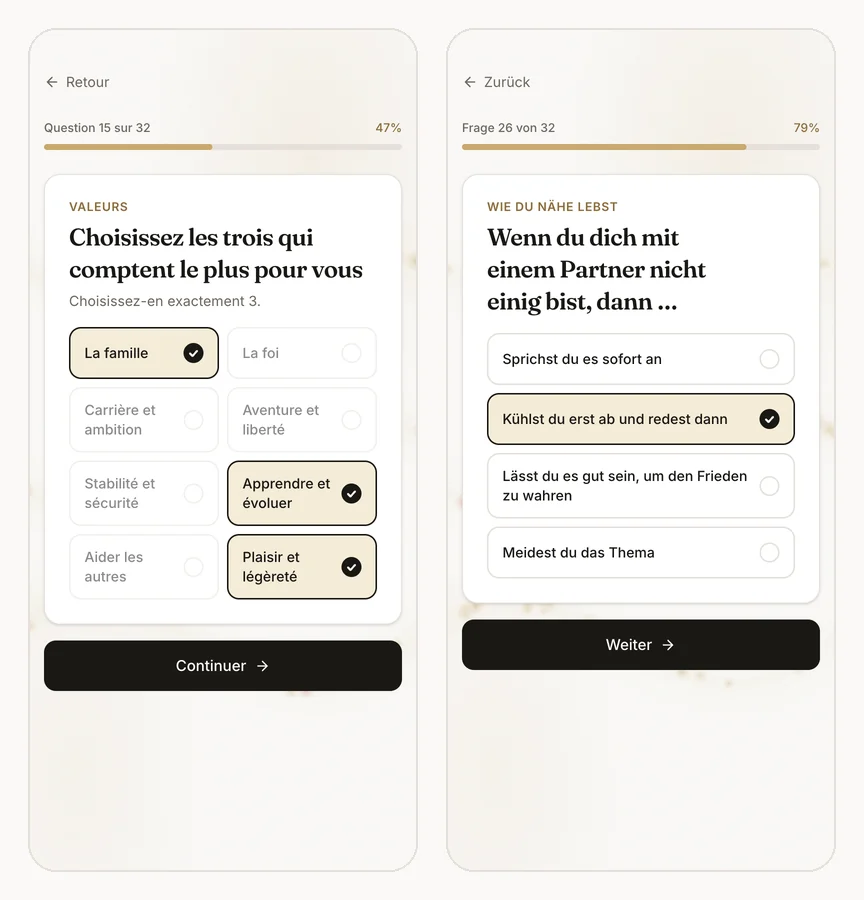 ← Retour
Question 15 sur 32
47%
VALEURS
Choisissez les trois qui
comptent le plus pour vous
Choisissez-en exactement 3.
La famille
La foi
Carrière et
ambition
Aventure et
liberté
Stabilité et
sécurité
Apprendre et
évoluer
Aider les
autres
Plaisir et
légèreté
Continuer →
← Zurück
Frage 26 von 32
79%
WIE DU NÄHE LEBST
Wenn du dich mit
einem Partner nicht
einig bist, dann …
Sprichst du es sofort an
Kühlst du erst ab und redest dann
Lässt du es gut sein, um den Frieden
zu wahren
Meidest du das Thema
Weiter →